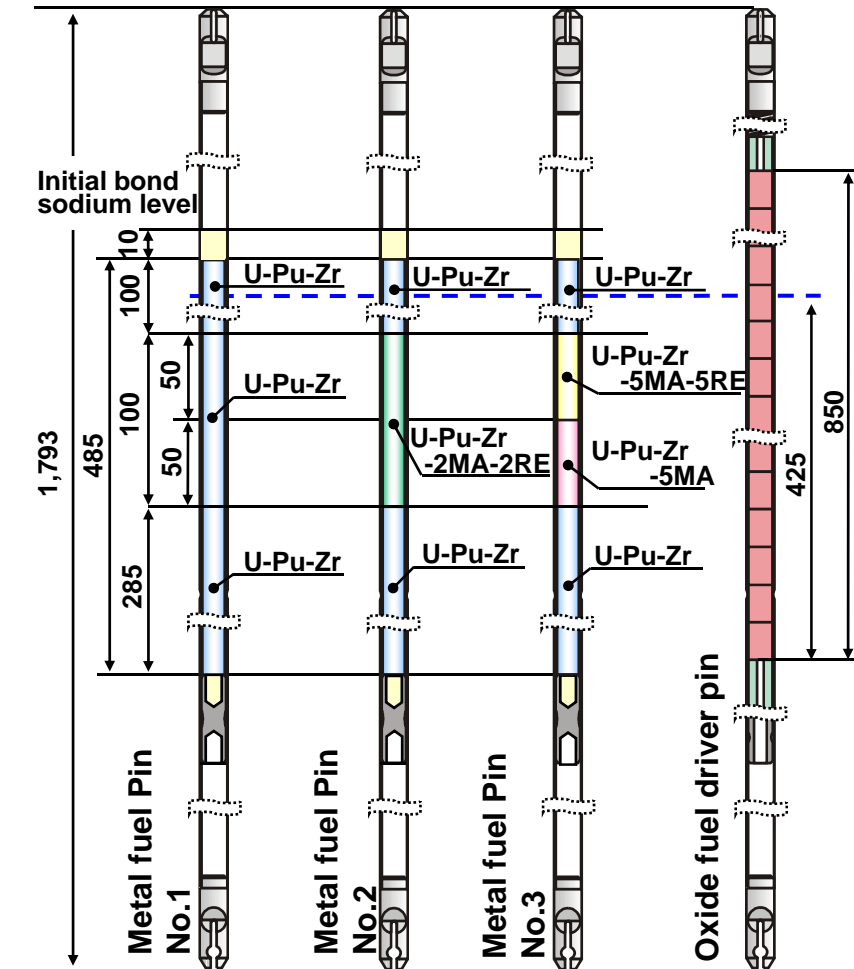 Initial bond
sodium level
10
100
100
50
50
285
485
1,793
U-Pu-Zr
U-Pu-Zr
U-Pu-Zr
U-Pu-Zr
U-Pu-Zr
-2MA-2RE
U-Pu-Zr
U-Pu-Zr
U-Pu-Zr
-5MA-5RE
U-Pu-Zr
-5MA
U-Pu-Zr
850
425
Metal fuel Pin
No.1
Metal fuel Pin
No.2
Metal fuel Pin
No.3
Oxide fuel driver pin